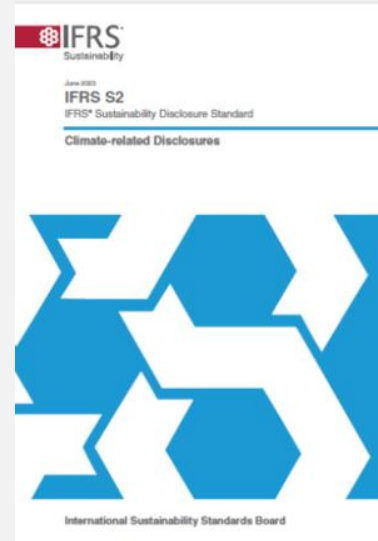 IFRS
Sustainability
June 2023
IFRS S2
IFRS® Sustainability Disclosure Standard
Climate-related Disclosures
International Sustainability Standards Board